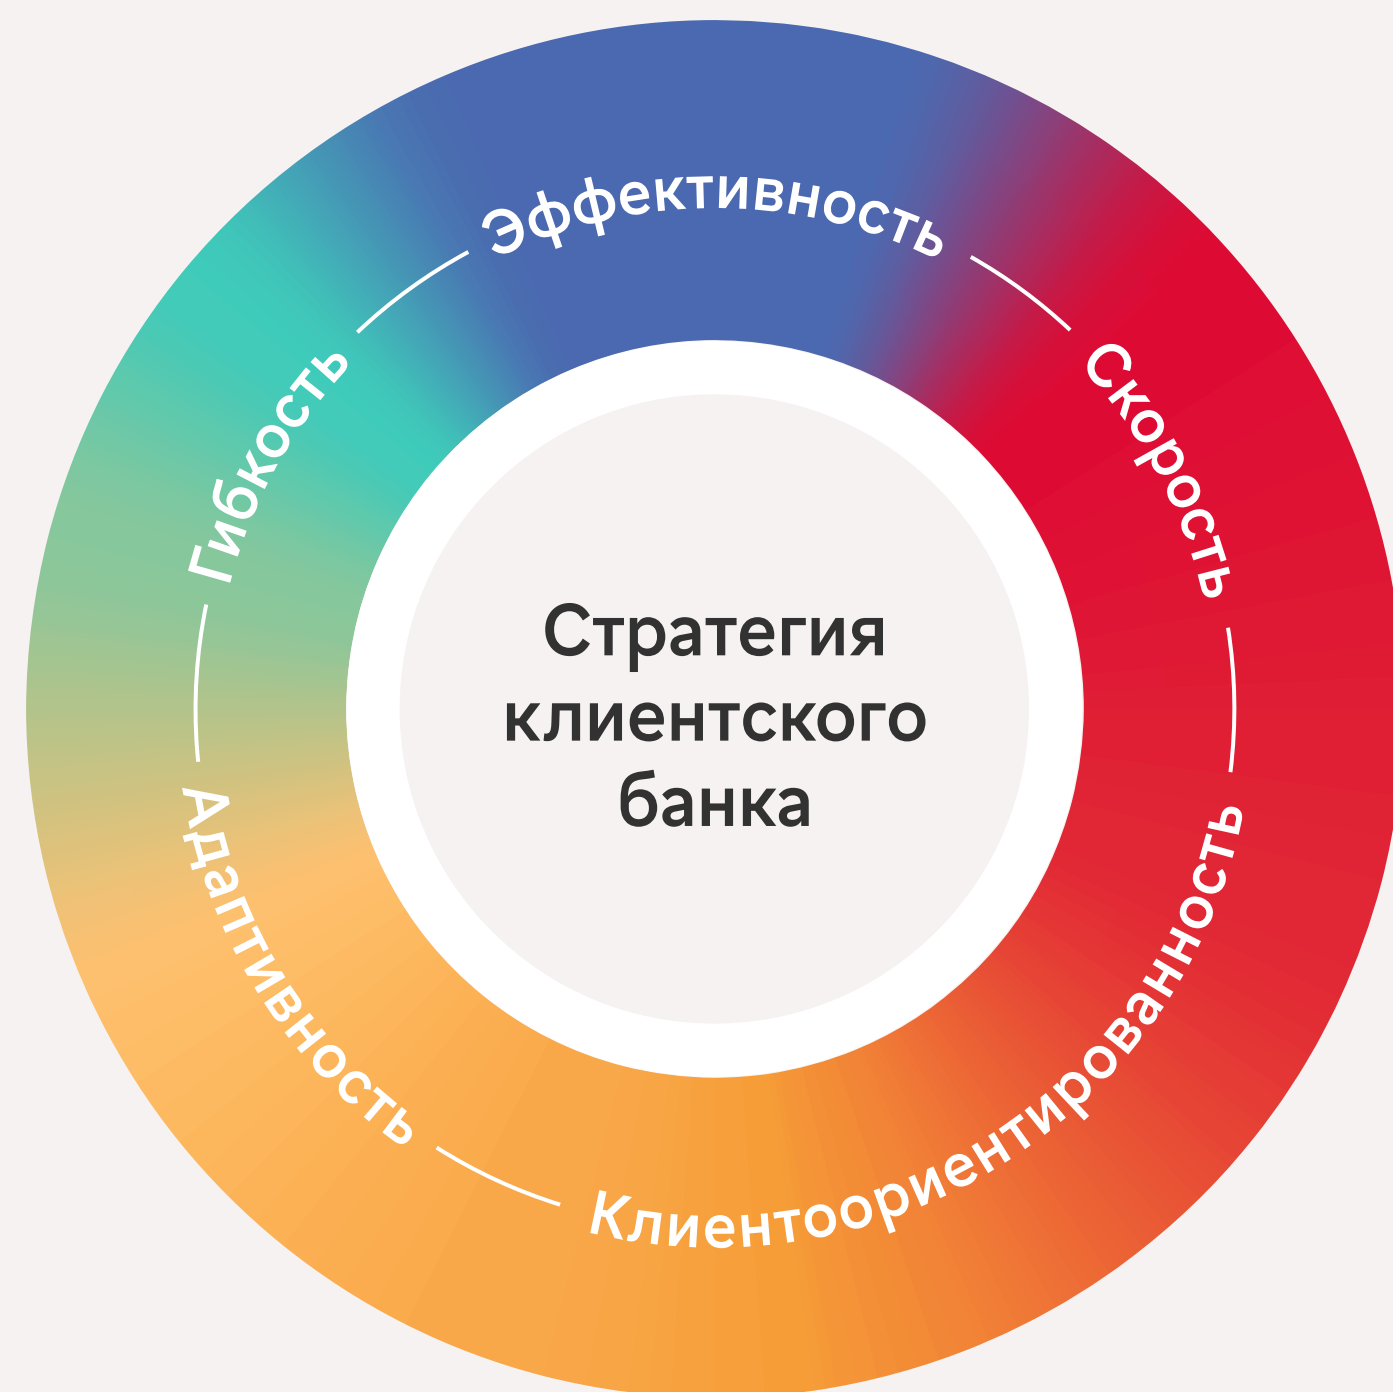 Эффективность
Скорость
Клиентоориентированность
Адаптивность
Гибкость
Стратегия
клиентского
банка